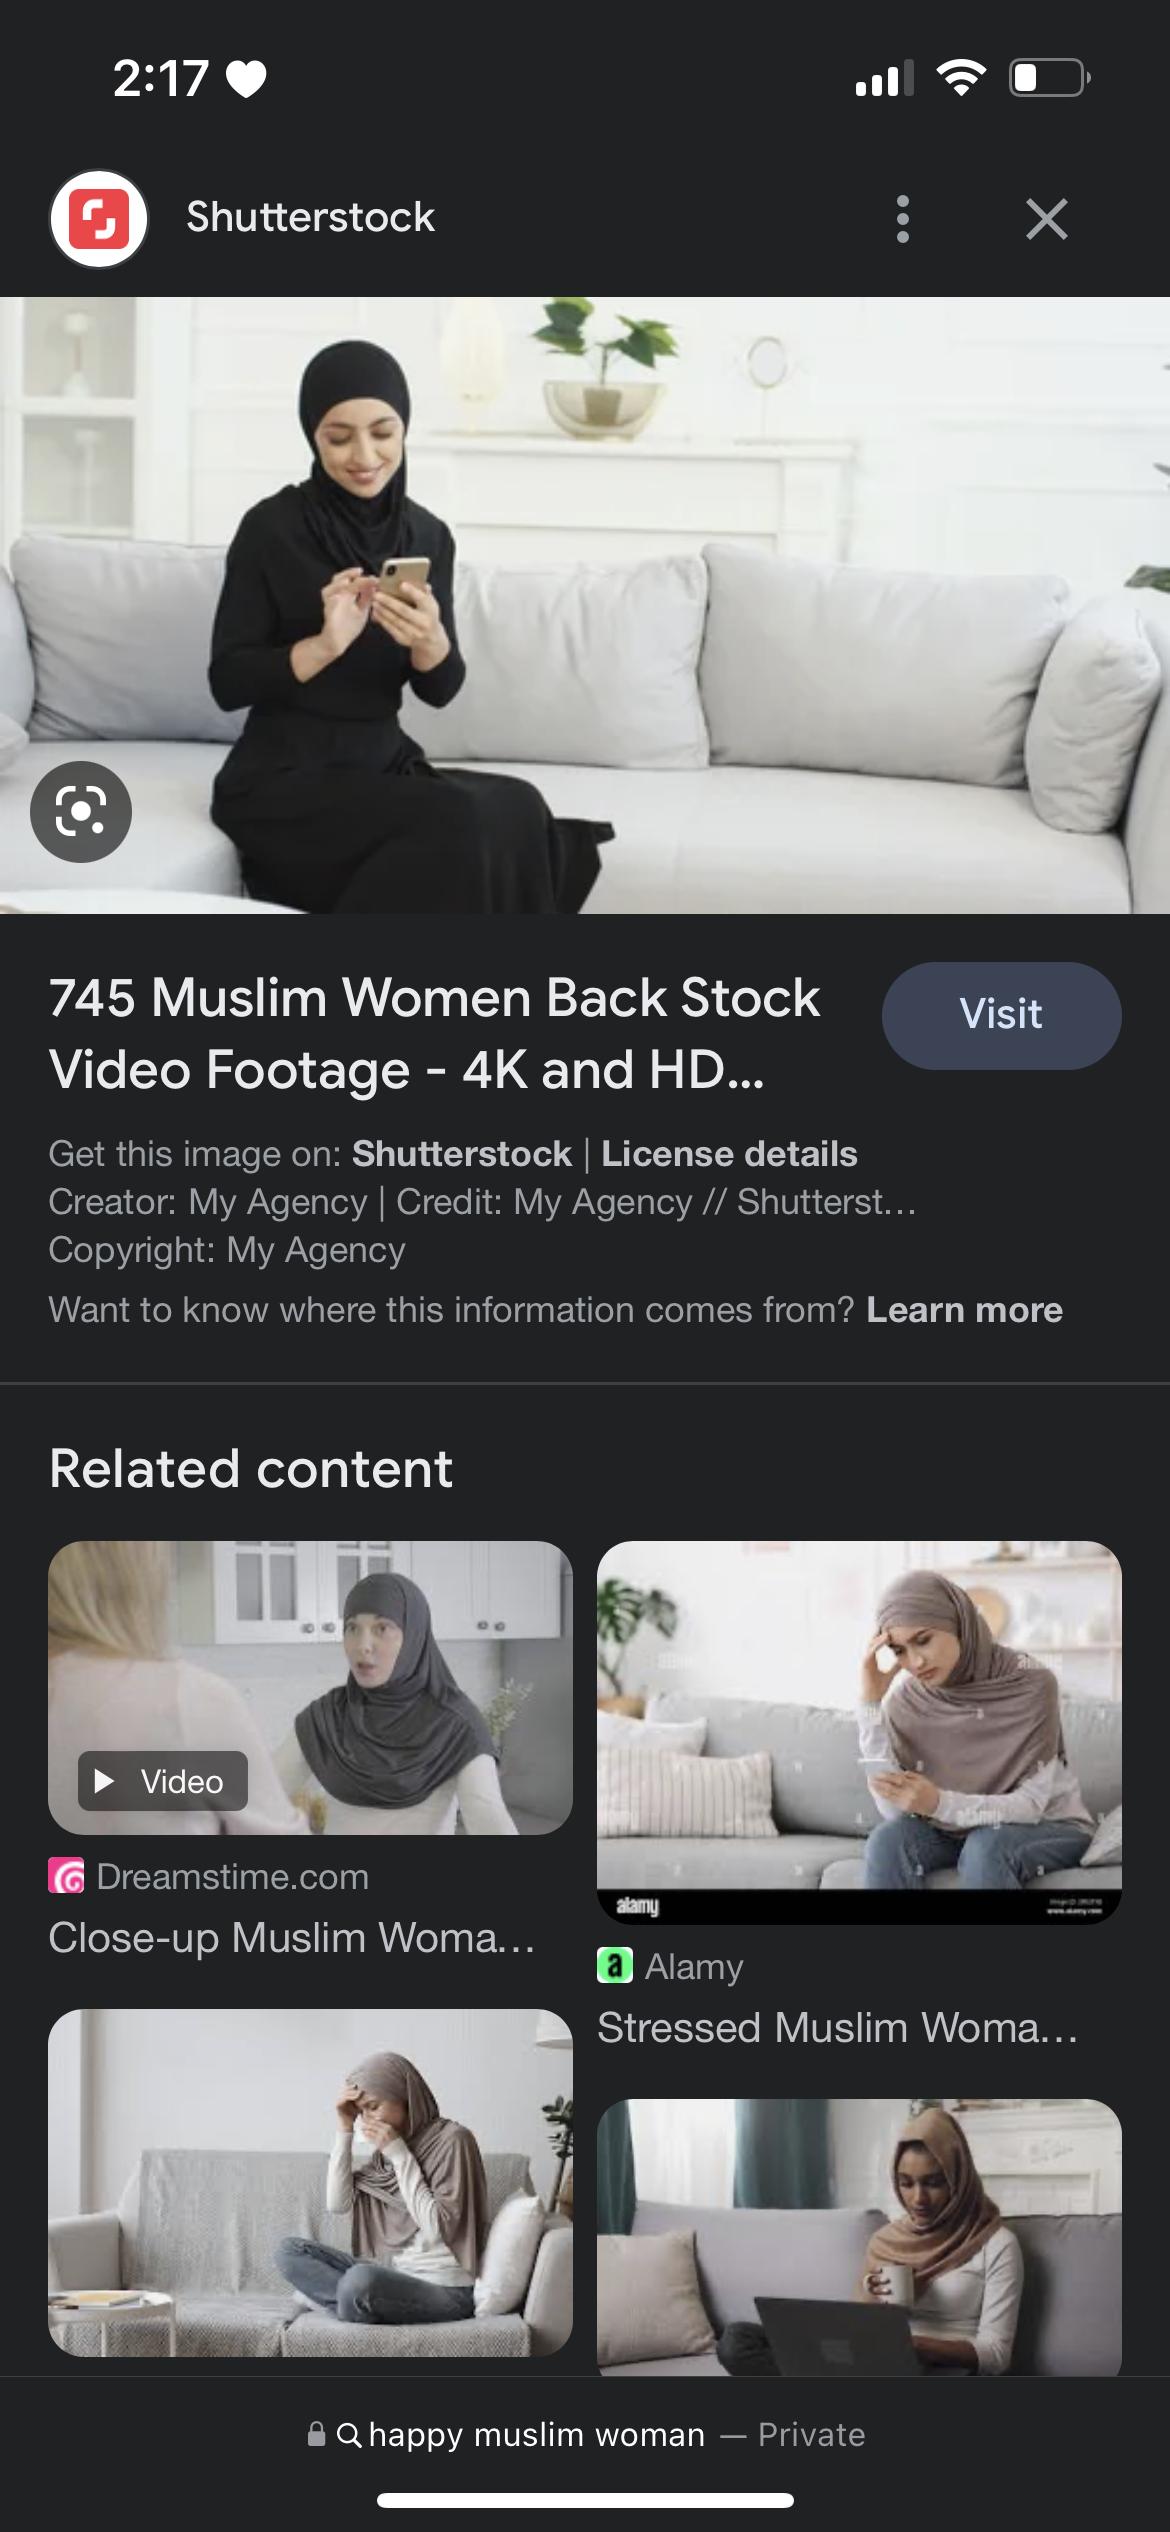 2:17
Shutterstock
745 Muslim Women Back Stock
Video Footage - 4K and HD...
Visit
Get this image on: Shutterstock | License details
Creator: My Agency | Credit: My Agency // Shutterst...
Copyright: My Agency
Want to know where this information comes from? Learn more
Related content
Video
Dreamstime.com
Close-up Muslim Woma...
alamy
www.alamy.com
a Alamy
Stressed Muslim Woma...
happy muslim woman — Private